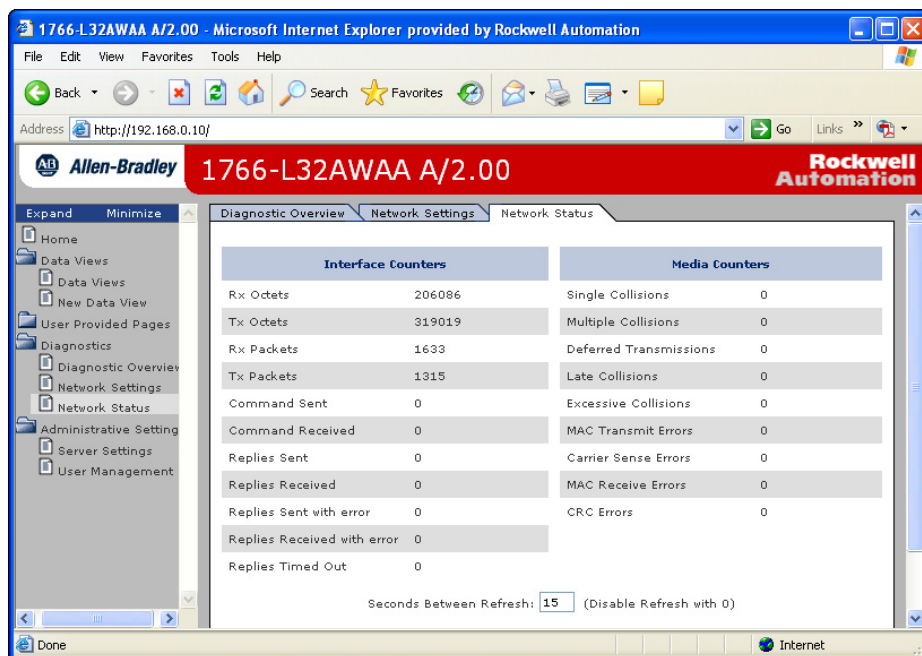 1766-L32AWAA A/2.00 - Microsoft Internet Explorer provided by Rockwell Automation
File Edit View Favorites Tools Help
Back Search Favorites
Address http://192.168.0.10/ Go Links »
AB Allen-Bradley 1766-L32AWAA A/2.00 Rockwell Automation
Expand Minimize
Home
Data Views
Data Views
New Data View
User Provided Pages
Diagnostics
Diagnostic Overview
Network Settings
Network Status
Administrative Setting
Server Settings
User Management
Diagnostic Overview Network Settings Network Status
Interface Counters
Rx Octets 206086
Tx Octets 319019
Rx Packets 1633
Tx Packets 1315
Command Sent 0
Command Received 0
Replies Sent 0
Replies Received 0
Replies Sent with error 0
Replies Received with error 0
Replies Timed Out 0
Media Counters
Single Collisions 0
Multiple Collisions 0
Deferred Transmissions 0
Late Collisions 0
Excessive Collisions 0
MAC Transmit Errors 0
Carrier Sense Errors 0
MAC Receive Errors 0
CRC Errors 0
Seconds Between Refresh: 15 (Disable Refresh with 0)
Done Internet